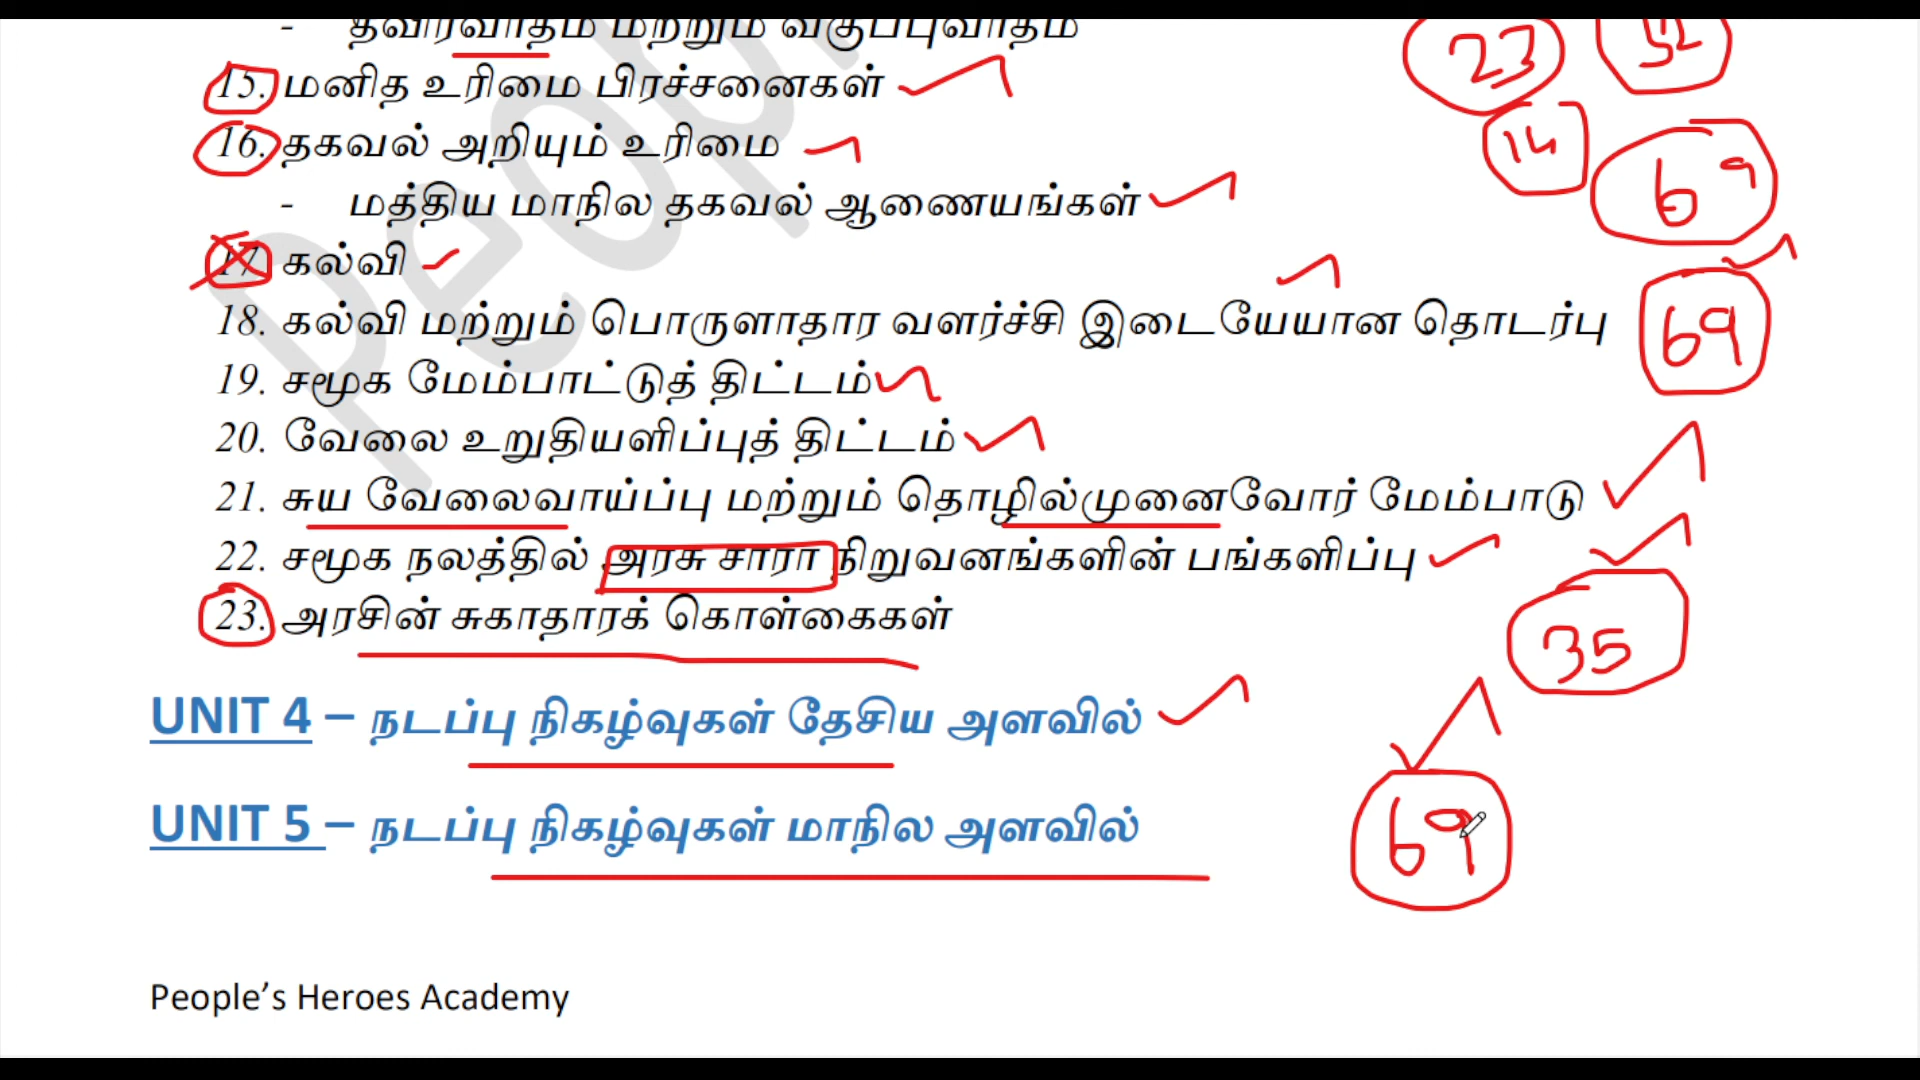 - தீவிரவாதம் மற்றும் வகுப்புவாதம்
15. மனித உரிமை பிரச்சனைகள்
16. தகவல் அறியும் உரிமை
- மத்திய மாநில தகவல் ஆணையங்கள்
17. கல்வி
18. கல்வி மற்றும் பொருளாதார வளர்ச்சி இடையேயான தொடர்பு
19. சமூக மேம்பாட்டுத் திட்டம்
20. வேலை உறுதியளிப்புத் திட்டம்
21. சுய வேலைவாய்ப்பு மற்றும் தொழில்முனைவோர் மேம்பாடு
22. சமூக நலத்தில் அரசு சாரா நிறுவனங்களின் பங்களிப்பு
23. அரசின் சுகாதாரக் கொள்கைகள்
UNIT 4 – நடப்பு நிகழ்வுகள் தேசிய அளவில்
UNIT 5 – நடப்பு நிகழ்வுகள் மாநில அளவில்
People's Heroes Academy
23
14
69
69
35
69